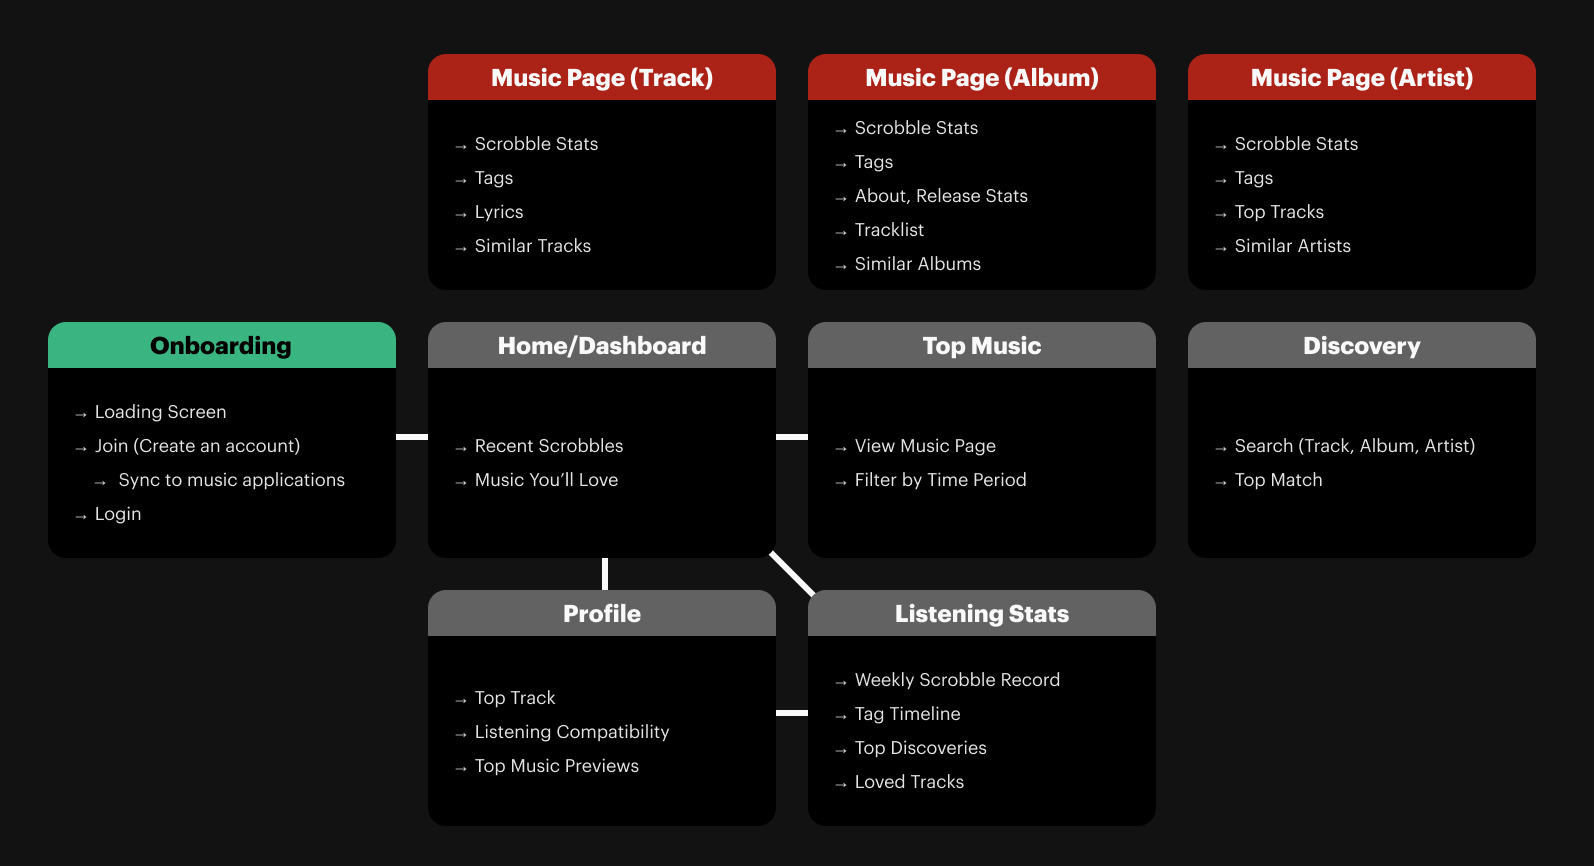 Music Page (Track)
→ Scrobble Stats
→ Tags
→ Lyrics
→ Similar Tracks
Music Page (Album)
→ Scrobble Stats
→ Tags
→ About, Release Stats
→ Tracklist
→ Similar Albums
Music Page (Artist)
→ Scrobble Stats
→ Tags
→ Top Tracks
→ Similar Artists
Onboarding
→ Loading Screen
→ Join (Create an account)
→ Sync to music applications
→ Login
Home/Dashboard
→ Recent Scrobbles
→ Music You’ll Love
Top Music
→ View Music Page
→ Filter by Time Period
Discovery
→ Search (Track, Album, Artist)
→ Top Match
Profile
→ Top Track
→ Listening Compatibility
→ Top Music Previews
Listening Stats
→ Weekly Scrobble Record
→ Tag Timeline
→ Top Discoveries
→ Loved Tracks